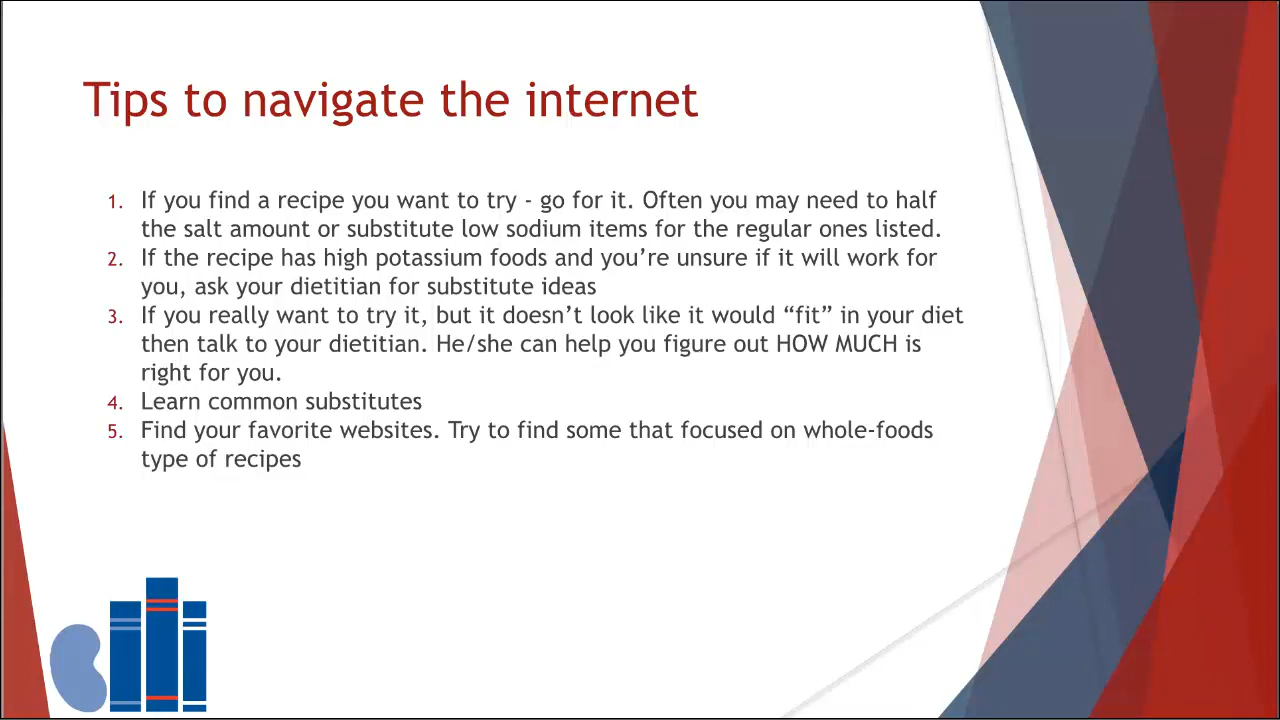 Tips to navigate the internet
1. If you find a recipe you want to try - go for it. Often you may need to half
the salt amount or substitute low sodium items for the regular ones listed.
2. If the recipe has high potassium foods and you’re unsure if it will work for
you, ask your dietitian for substitute ideas
3. If you really want to try it, but it doesn’t look like it would “fit” in your diet
then talk to your dietitian. He/she can help you figure out HOW MUCH is
right for you.
4. Learn common substitutes
5. Find your favorite websites. Try to find some that focused on whole-foods
type of recipes